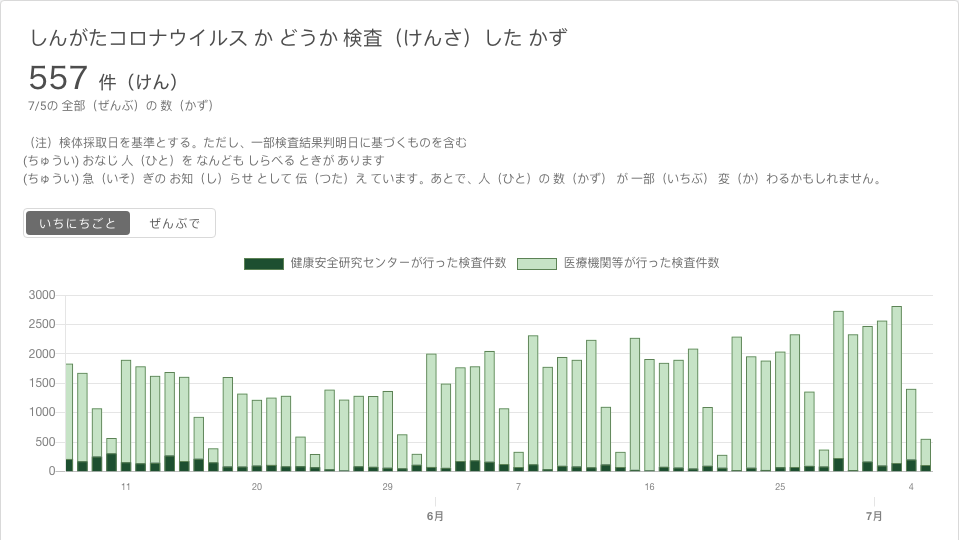 しんがたコロナウイルス か どうか 検査（けんさ）した かず
557 件（けん）
7/5の 全部（ぜんぶ）の 数（かず）
（注）検体採取日を基準とする。ただし、一部検査結果判明日に基づくものを含む
(ちゅうい) おなじ 人（ひと）を なんども しらべる ときが あります
(ちゅうい) 急（いそ）ぎの お知（し）らせ として 伝（つた）え ています。あとで、人（ひと）の 数（かず） が 一部（いちぶ） 変（か）わるかもしれません。
いちにちごと ぜんぶで
健康安全研究センターが行った検査件数 医療機関等が行った検査件数
3000
2500
2000
1500
1000
500
0
11 20 29 7 16 25 4
6月 7月